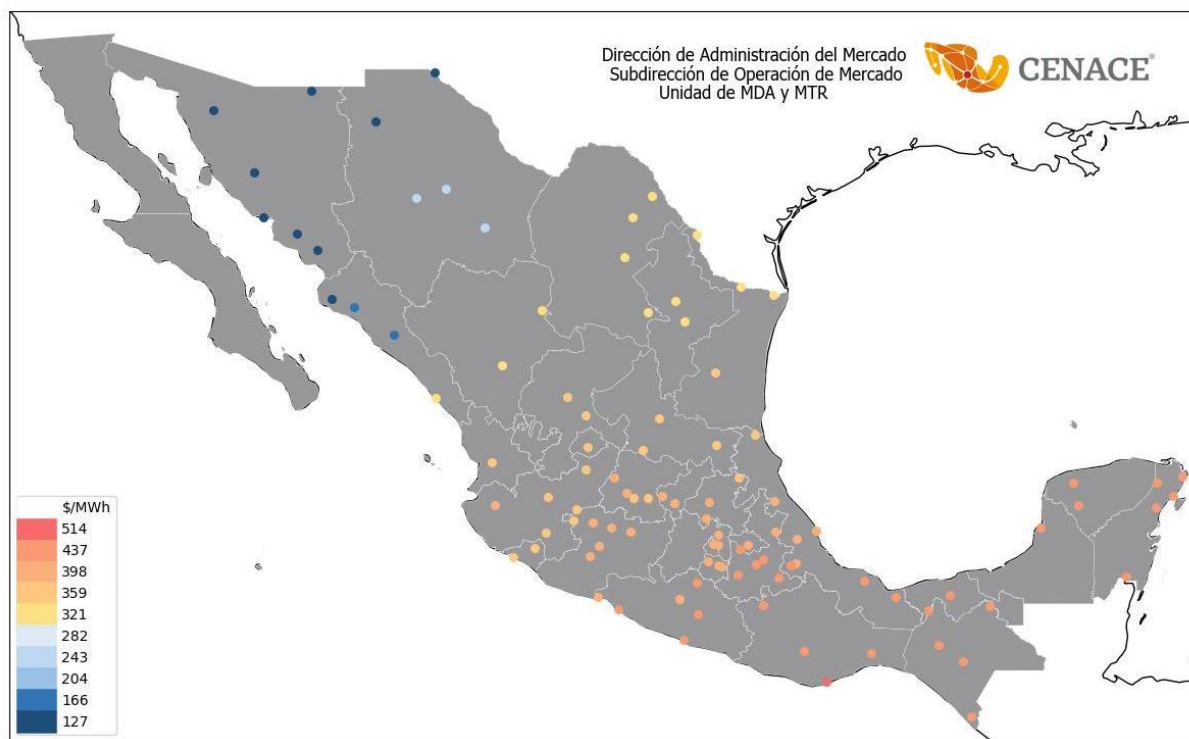 Dirección de Administración del Mercado
Subdirección de Operación de Mercado
Unidad de MDA y MTR
CENACE®
$/MWh
514
437
398
359
321
282
243
204
166
127